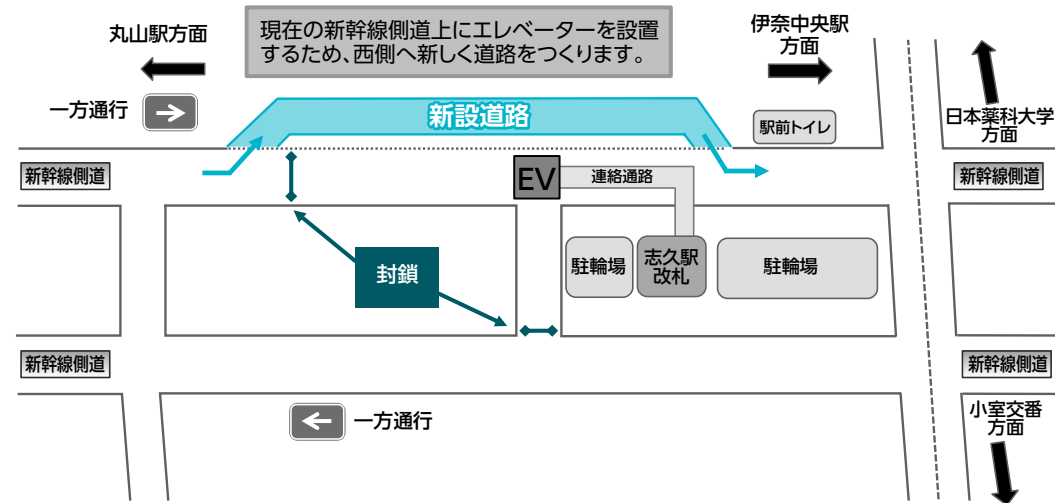 現在の新幹線側道上にエレベーターを設置
するため、西側へ新しく道路をつくります。
丸山駅方面
伊奈中央駅
方面
一方通行
新設道路
駅前トイレ
日本薬科大学
方面
新幹線側道
EV
連絡通路
新幹線側道
封鎖
駐輪場
志久駅
改札
駐輪場
新幹線側道
新幹線側道
一方通行
小室交番
方面